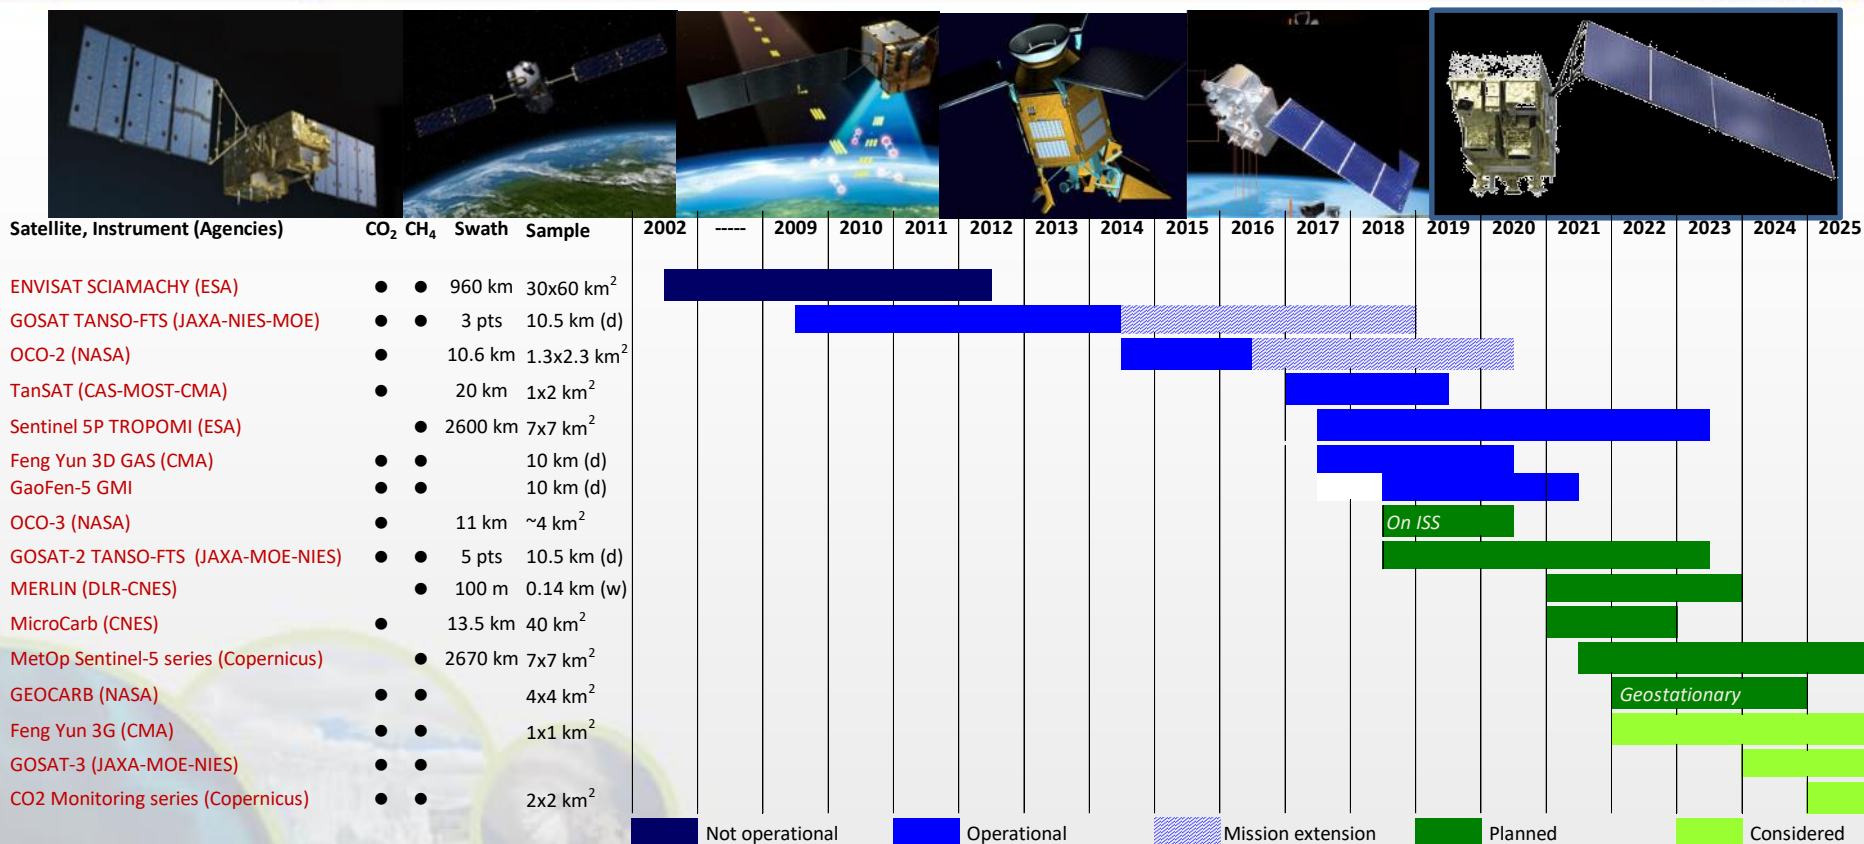 Satellite, Instrument (Agencies) CO₂ CH₄ Swath Sample 2002 ----- 2009 2010 2011 2012 2013 2014 2015 2016 2017 2018 2019 2020 2021 2022 2023 2024 2025
ENVISAT SCIAMACHY (ESA) ● ● 960 km 30x60 km²
GOSAT TANSO-FTS (JAXA-NIES-MOE) ● ● 3 pts 10.5 km (d)
OCO-2 (NASA) ● 10.6 km 1.3x2.3 km²
TanSAT (CAS-MOST-CMA) ● 20 km 1x2 km²
Sentinel 5P TROPOMI (ESA) ● 2600 km 7x7 km²
Feng Yun 3D GAS (CMA) ● ● 10 km (d)
GaoFen-5 GMI ● ● 10 km (d)
OCO-3 (NASA) ● 11 km ~4 km² On ISS
GOSAT-2 TANSO-FTS (JAXA-MOE-NIES) ● ● 5 pts 10.5 km (d)
MERLIN (DLR-CNES) ● 100 m 0.14 km (w)
MicroCarb (CNES) ● 13.5 km 40 km²
MetOp Sentinel-5 series (Copernicus) ● 2670 km 7x7 km²
GEOCARB (NASA) ● ● 4x4 km² Geostationary
Feng Yun 3G (CMA) ● ● 1x1 km²
GOSAT-3 (JAXA-MOE-NIES) ● ●
CO2 Monitoring series (Copernicus) ● ● 2x2 km²
Not operational Operational Mission extension Planned Considered